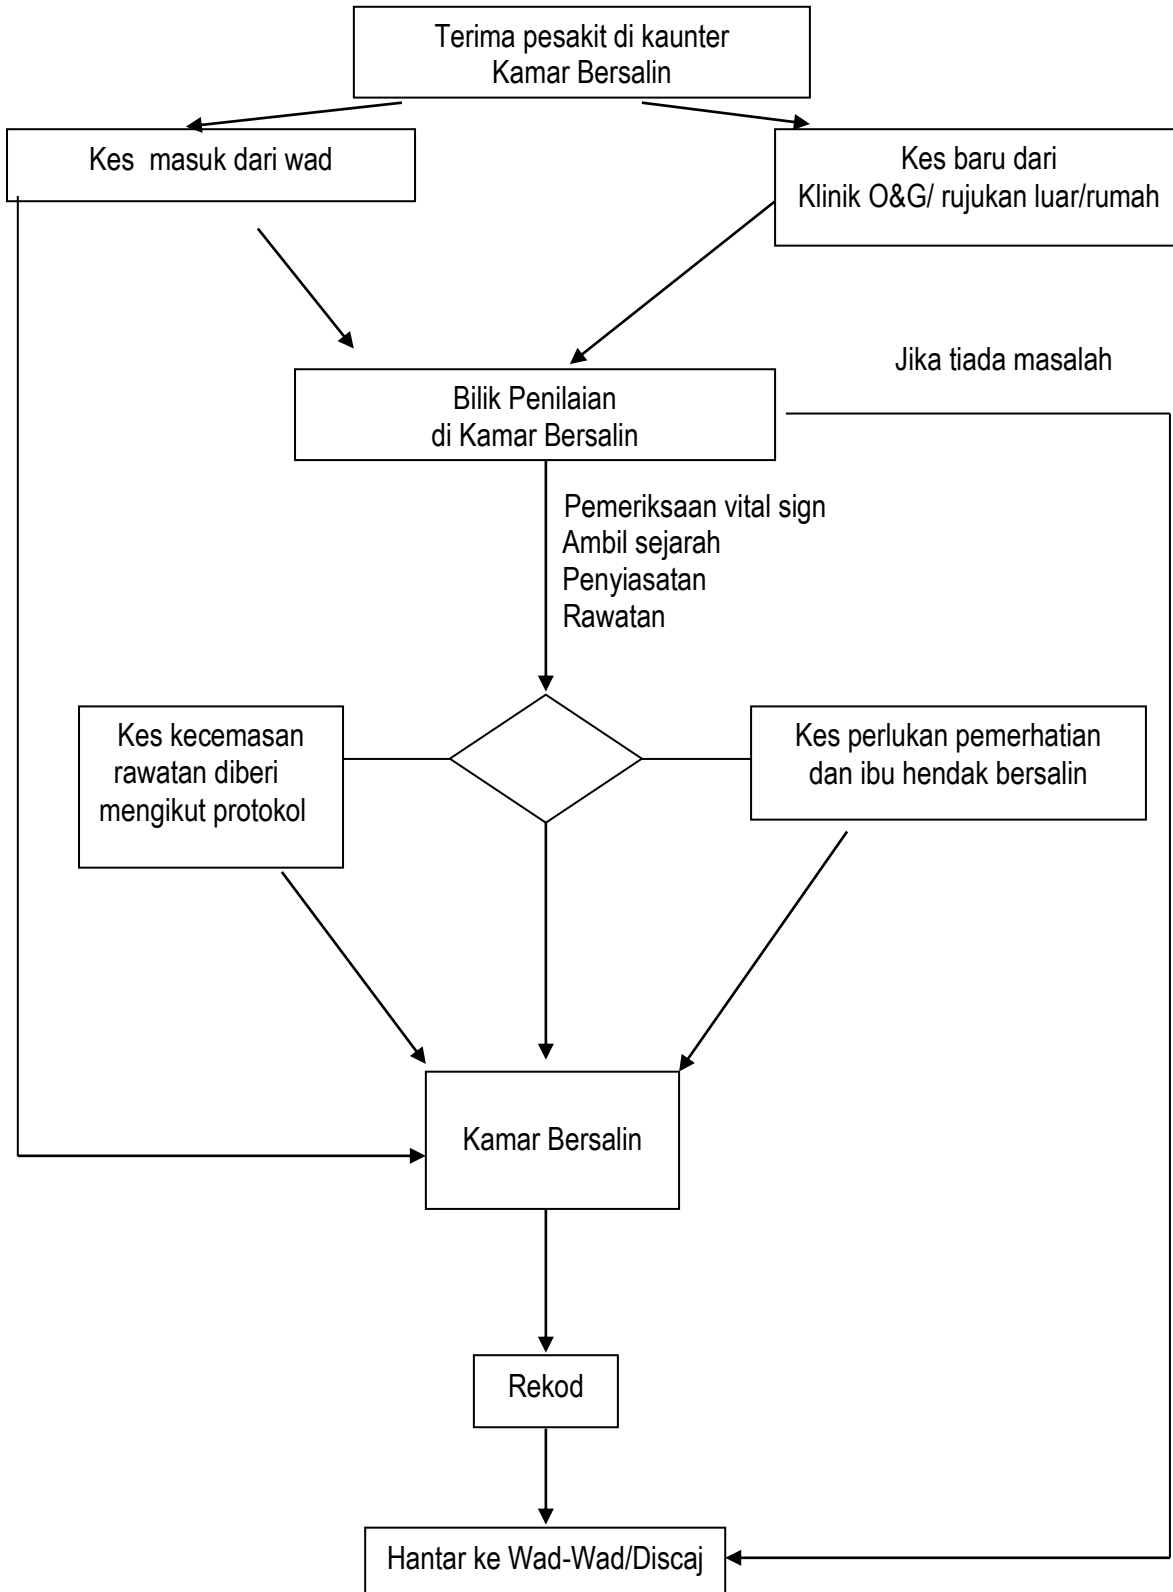 Terima pesakit di kaunter
Kamar Bersalin
Kes masuk dari wad
Kes baru dari
Klinik O&G/ rujukan luar/rumah
Jika tiada masalah
Bilik Penilaian
di Kamar Bersalin
Pemeriksaan vital sign
Ambil sejarah
Penyiasatan
Rawatan
Kes kecemasan
rawatan diberi
mengikut protokol
Kes perlukan pemerhatian
dan ibu hendak bersalin
Kamar Bersalin
Rekod
Hantar ke Wad-Wad/Discaj